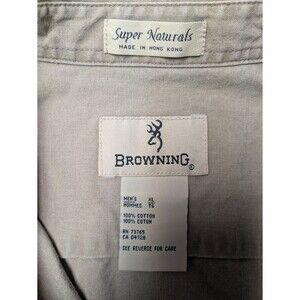 Super Naturals
MADE IN HONG KONG
BROWNING®
MEN'S XL
HOMMES TG
100% COTTON
100% COTON
RN 73765
CA 04728
SEE REVERSE FOR CARE